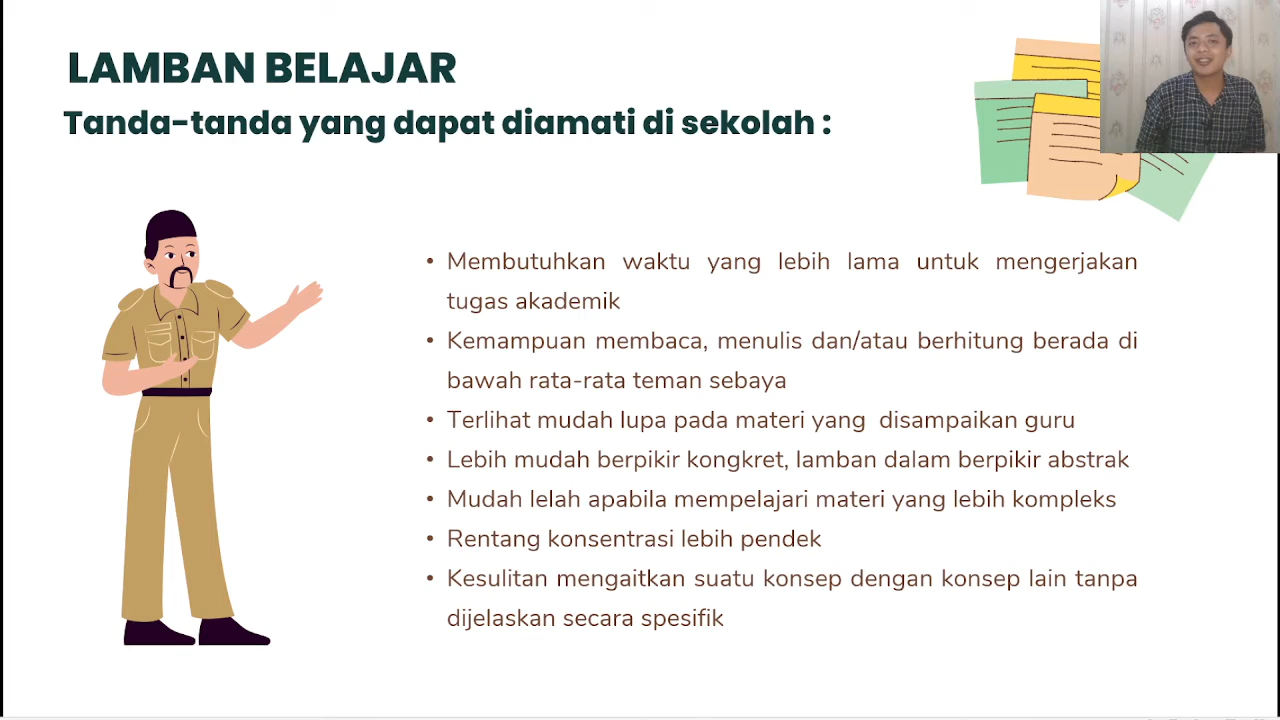 LAMBAN BELAJAR
Tanda-tanda yang dapat diamati di sekolah :
• Membutuhkan waktu yang lebih lama untuk mengerjakan
tugas akademik
• Kemampuan membaca, menulis dan/atau berhitung berada di
bawah rata-rata teman sebaya
• Terlihat mudah lupa pada materi yang disampaikan guru
• Lebih mudah berpikir kongkret, lamban dalam berpikir abstrak
• Mudah lelah apabila mempelajari materi yang lebih kompleks
• Rentang konsentrasi lebih pendek
• Kesulitan mengaitkan suatu konsep dengan konsep lain tanpa
dijelaskan secara spesifik